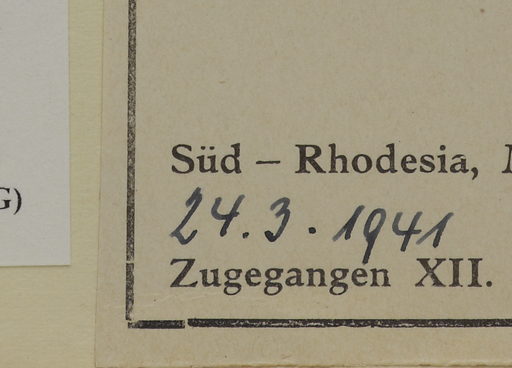 G)
Süd – Rhodesia,
24.3.1941
Zugegangen XII.